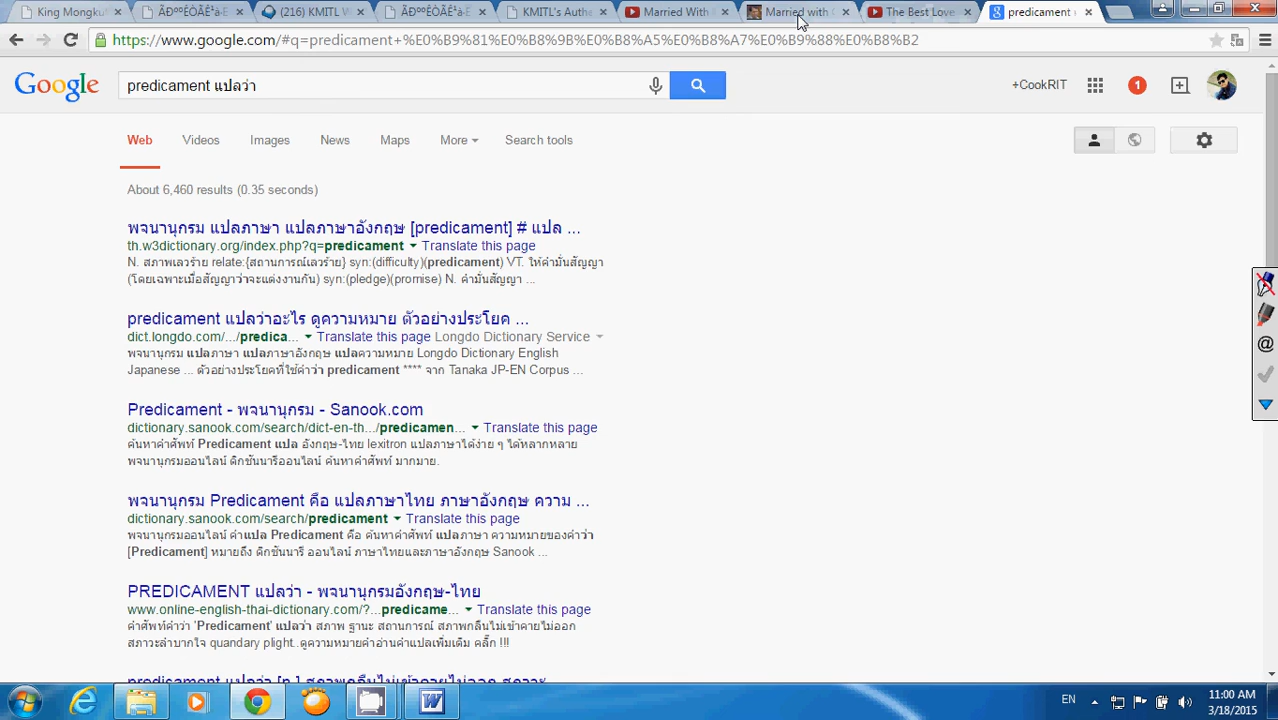 King Mongku
ÃÐººÊÒÃÊ¹à·È
(216) KMITL W
ÃÐººÊÒÃÊ¹à·È
KMITL's Authe
Married With
Married with
The Best Love
predicament
https://www.google.com/#q=predicament+%E0%B9%81%E0%B8%9B%E0%B8%A5%E0%B8%A7%E0%B9%88%E0%B8%B2
Google
predicament แปลว่า
+CookRIT
1
Web Videos Images News Maps More Search tools
About 6,460 results (0.35 seconds)
พจนานุกรม แปลภาษา แปลภาษาอังกฤษ [predicament] # แปล ...
th.w3dictionary.org/index.php?q=predicament Translate this page
N. สภาพเลวร้าย relate:{สถานการณ์เลวร้าย} syn:(difficulty)(predicament) VT. ให้คำมั่นสัญญา
(โดยเฉพาะเมื่อสัญญาว่าจะแต่งงานกัน) syn:(pledge)(promise) N. คำมั่นสัญญา ...
predicament แปลว่าอะไร ดูความหมาย ตัวอย่างประโยค ...
dict.longdo.com/.../predica... Translate this page Longdo Dictionary Service
พจนานุกรม แปลภาษา แปลภาษาอังกฤษ แปลความหมาย Longdo Dictionary English
Japanese ... ตัวอย่างประโยคที่ใช้คำว่า predicament **** จาก Tanaka JP-EN Corpus ...
Predicament - พจนานุกรม - Sanook.com
dictionary.sanook.com/search/dict-en-th.../predicamen... Translate this page
ค้นหาคำศัพท์ Predicament แปล อังกฤษ-ไทย lexitron แปลภาษาได้ง่าย ๆ ได้หลากหลาย
พจนานุกรมออนไลน์ ดิกชันนารีออนไลน์ ค้นหาคำศัพท์ มากมาย.
พจนานุกรม Predicament คือ แปลภาษาไทย ภาษาอังกฤษ ความ ...
dictionary.sanook.com/search/predicament Translate this page
พจนานุกรมออนไลน์ คำแปล Predicament คือ ค้นหาคำศัพท์ แปลภาษา ความหมายของคำว่า
[Predicament] หมายถึง ดิกชันนารี ออนไลน์ ภาษาไทยและภาษาอังกฤษ Sanook ...
PREDICAMENT แปลว่า - พจนานุกรมอังกฤษ-ไทย
www.online-english-thai-dictionary.com/?...predicame... Translate this page
คำศัพท์คำว่า 'Predicament' แปลว่า สภาพ ฐานะ สถานการณ์ สภาพกลืนไม่เข้าคายไม่ออก
สภาวะลำบากใจ quandary plight..ดูความหมายคำอ่านคำแปลเพิ่มเติม คลิ๊ก !!!
predicament แปลว่า [n.] สภาพกลืนไม่เข้าคายไม่ออก,
@
EN
11:00 AM
3/18/2015